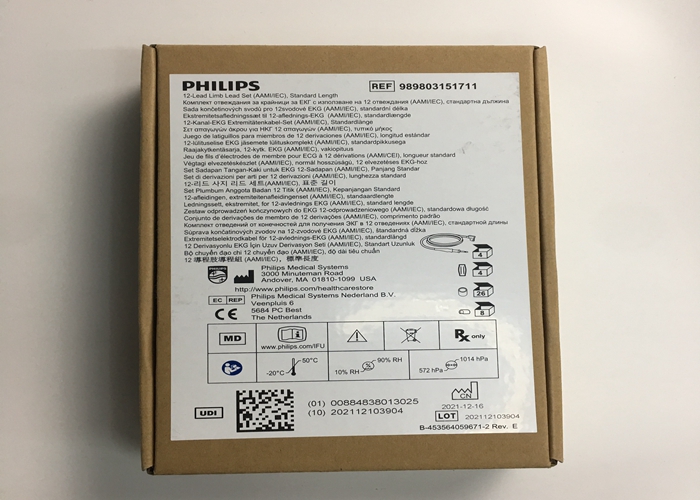 PHILIPS
REF 989803151711
12-Lead Limb Lead Set (AAMI/IEC), Standard Length
Комплект отвеждания за крайници за ЕКГ с използване на 12 отвеждания (AAMI/IEC), стандартна дължина
Sada končetinových svodů pro 12svodové EKG (AAMI/IEC), standardní délka
Ekstremitetsafledningssæt til 12-aflednings-EKG (AAMI/IEC), standardlængde
12-Kanal-EKG Extremitätenkabel-Set (AAMI/IEC), Standardlänge
Σετ απαγωγών άκρου για ΗΚΓ 12 απαγωγών (AAMI/IEC), τυπικό μήκος
Juego de latiguillos para miembros de 12 derivaciones (AAMI/IEC), longitud estándar
12-lülituselise EKG jäsemete lülituskomplekt (AAMI/IEC), standardpikkusega
Raajakytkentäsarja, 12-kytk. EKG (AAMI/IEC), vakiopituus
Jeu de fils d'électrodes de membre pour ECG à 12 dérivations (AAMI/CEI), longueur standard
Végtagi elvezetéskészlet (AAMI/IEC), normál hosszúságú, 12 elvezetéses EKG-hoz
Set Sadapan Tangan-Kaki untuk EKG 12-Sadapan (AAMI/IEC), Panjang Standar
Set di derivazioni per arti per 12 derivazioni (AAMI/IEC), lunghezza standard
12-리드 사지 리드 세트(AAMI/IEC), 표준 길이
Set Plumbum Anggota Badan 12 Titik (AAMI/IEC), Kepanjangan Standard
12-afleidingen, extremiteitenafleidingenset (AAMI/IEC), standaardlengte
Ledningssett, ekstremitet, for 12-avlednings EKG (AAMI/IEC), standard lengde
Zestaw odprowadzeń kończynowych do EKG 12-odprowadzeniowego (AAMI/IEC), standardowa długość
Conjunto de derivações de membro de 12 derivações (AAMI/IEC), comprimento padrão
Комплект отведений от конечностей для получения ЭКГ в 12 отведениях (AAMI/IEC), стандартной длины
Súprava končatinových zvodov na 12-zvodové EKG (AAMI/IEC), štandardná dĺžka
Extremitetselektrodkabel för 12-avlednings-EKG (AAMI/IEC), standardlängd
12 Derivasyonlu EKG için Uzuv Derivasyon Seti (AAMI/IEC), Standart Uzunluk
Bộ chuyển đạo chi 12 chuyển đạo (AAMI/IEC), độ dài tiêu chuẩn
12 導程肢導程組 (AAMI/IEC)，標準長度
4
4
26
8
Philips Medical Systems
3000 Minuteman Road
Andover, MA 01810-1099 USA
http://www.philips.com/healthcarestore
EC REP
Philips Medical Systems Nederland B.V.
Veenpluis 6
5684 PC Best
The Netherlands
CE
MD
www.philips.com/IFU
Rx only
-20°C
50°C
10% RH
90% RH
572 hPa
1014 hPa
UDI
(01) 00884838013025
(10) 202112103904
CN
2021-12-16
LOT 202112103904
B-453564059671-2 Rev. E